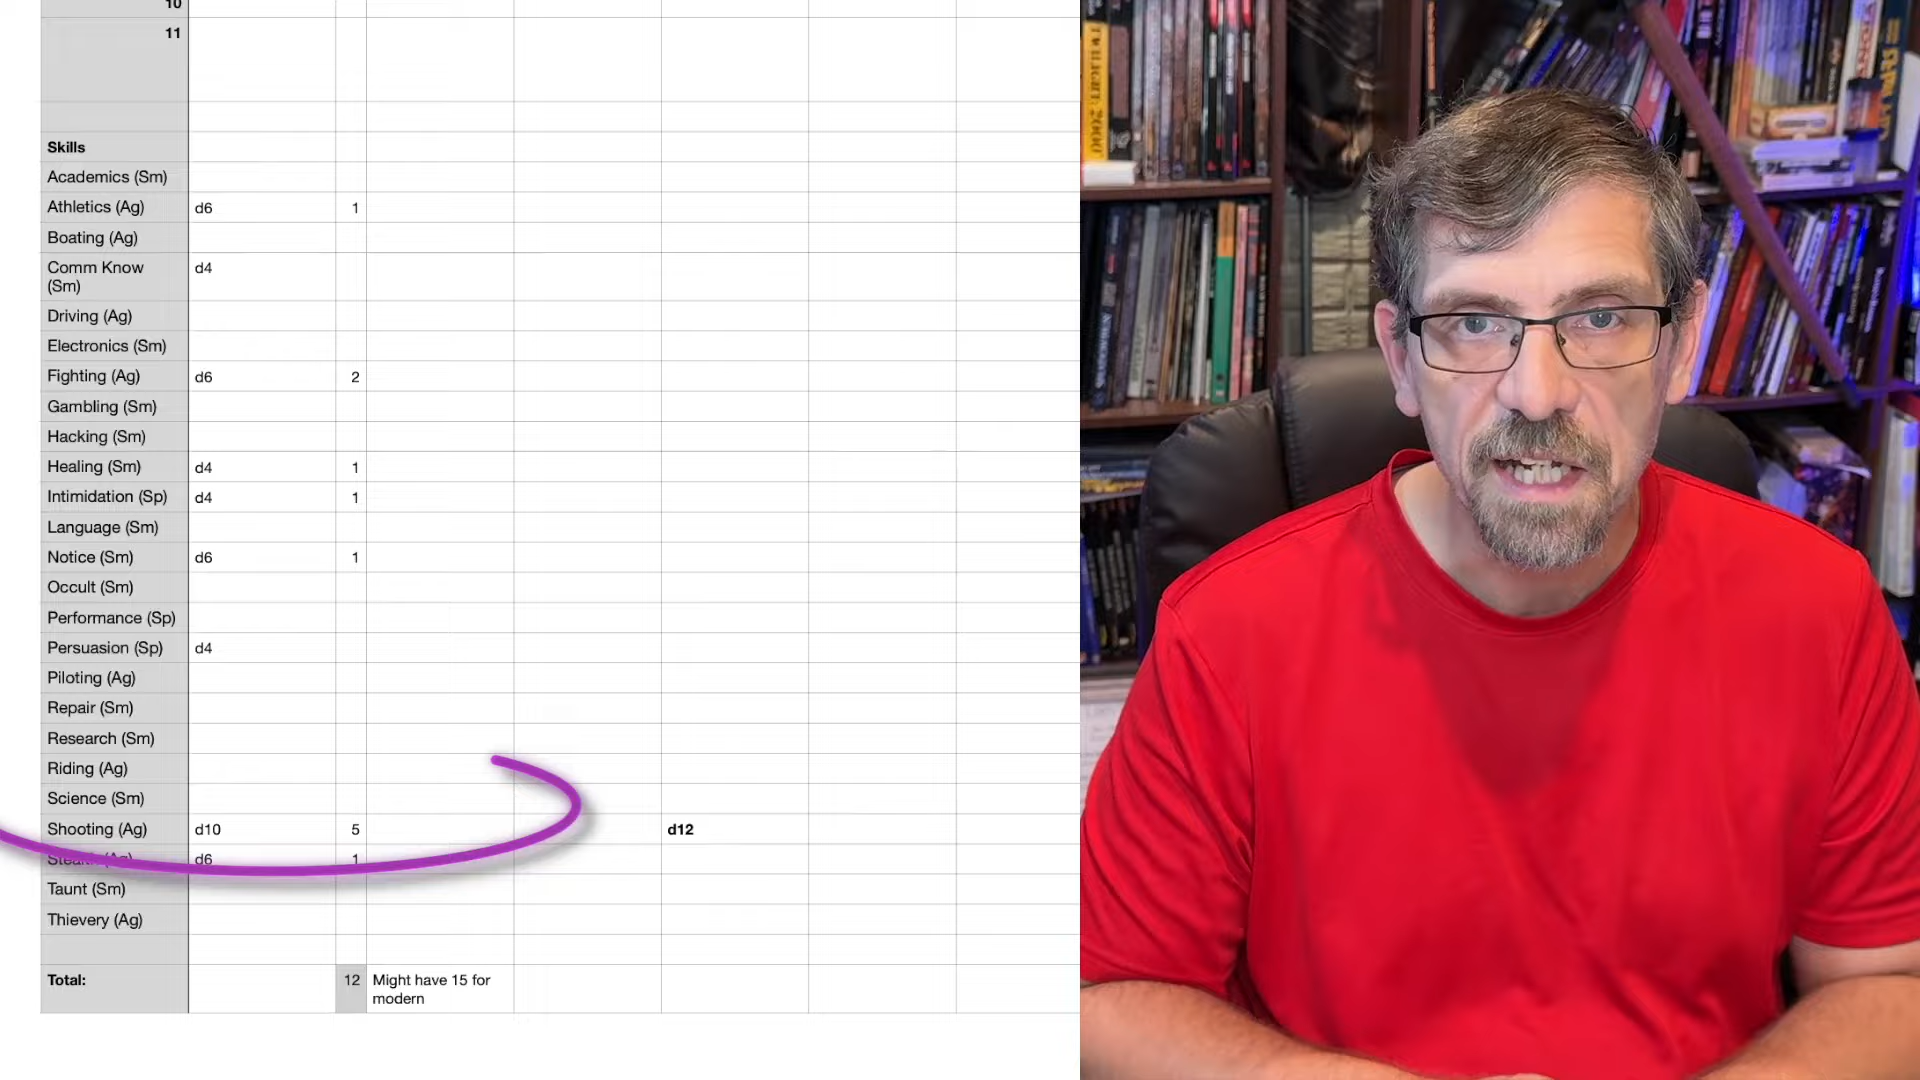 10
11
Skills
Academics (Sm)
Athletics (Ag) d6 1
Boating (Ag)
Comm Know (Sm) d4
Driving (Ag)
Electronics (Sm)
Fighting (Ag) d6 2
Gambling (Sm)
Hacking (Sm)
Healing (Sm) d4 1
Intimidation (Sp) d4 1
Language (Sm)
Notice (Sm) d6 1
Occult (Sm)
Performance (Sp)
Persuasion (Sp) d4
Piloting (Ag)
Repair (Sm)
Research (Sm)
Riding (Ag)
Science (Sm)
Shooting (Ag) d10 5 d12
Stealth (Ag) d6 1
Taunt (Sm)
Thievery (Ag)
Total: 12 Might have 15 for
modern
TWILIGHT: 2000